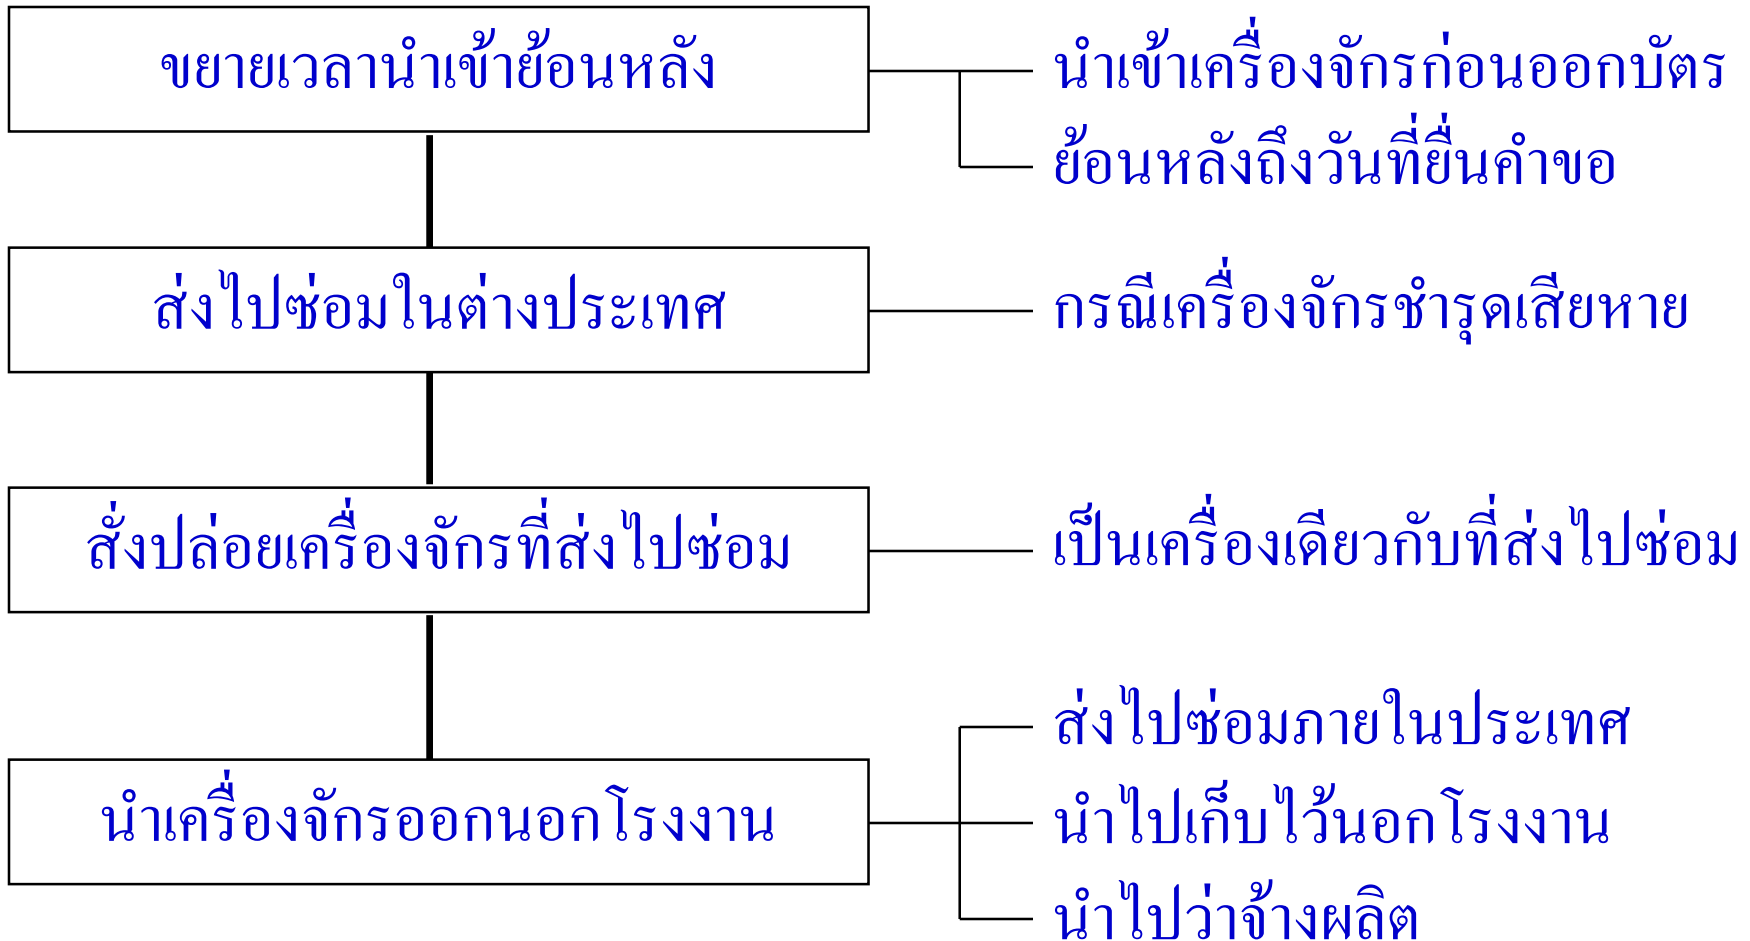 ขยายเวลานำเข้าย้อนหลัง
นำเข้าเครื่องจักรก่อนออกบัตร
ย้อนหลังถึงวันที่ยื่นคำขอ
ส่งไปซ่อมในต่างประเทศ
กรณีเครื่องจักรชำรุดเสียหาย
สั่งปล่อยเครื่องจักรที่ส่งไปซ่อม
เป็นเครื่องเดียวกับที่ส่งไปซ่อม
นำเครื่องจักรออกนอกโรงงาน
ส่งไปซ่อมภายในประเทศ
นำไปเก็บไว้นอกโรงงาน
นำไปว่าจ้างผลิต